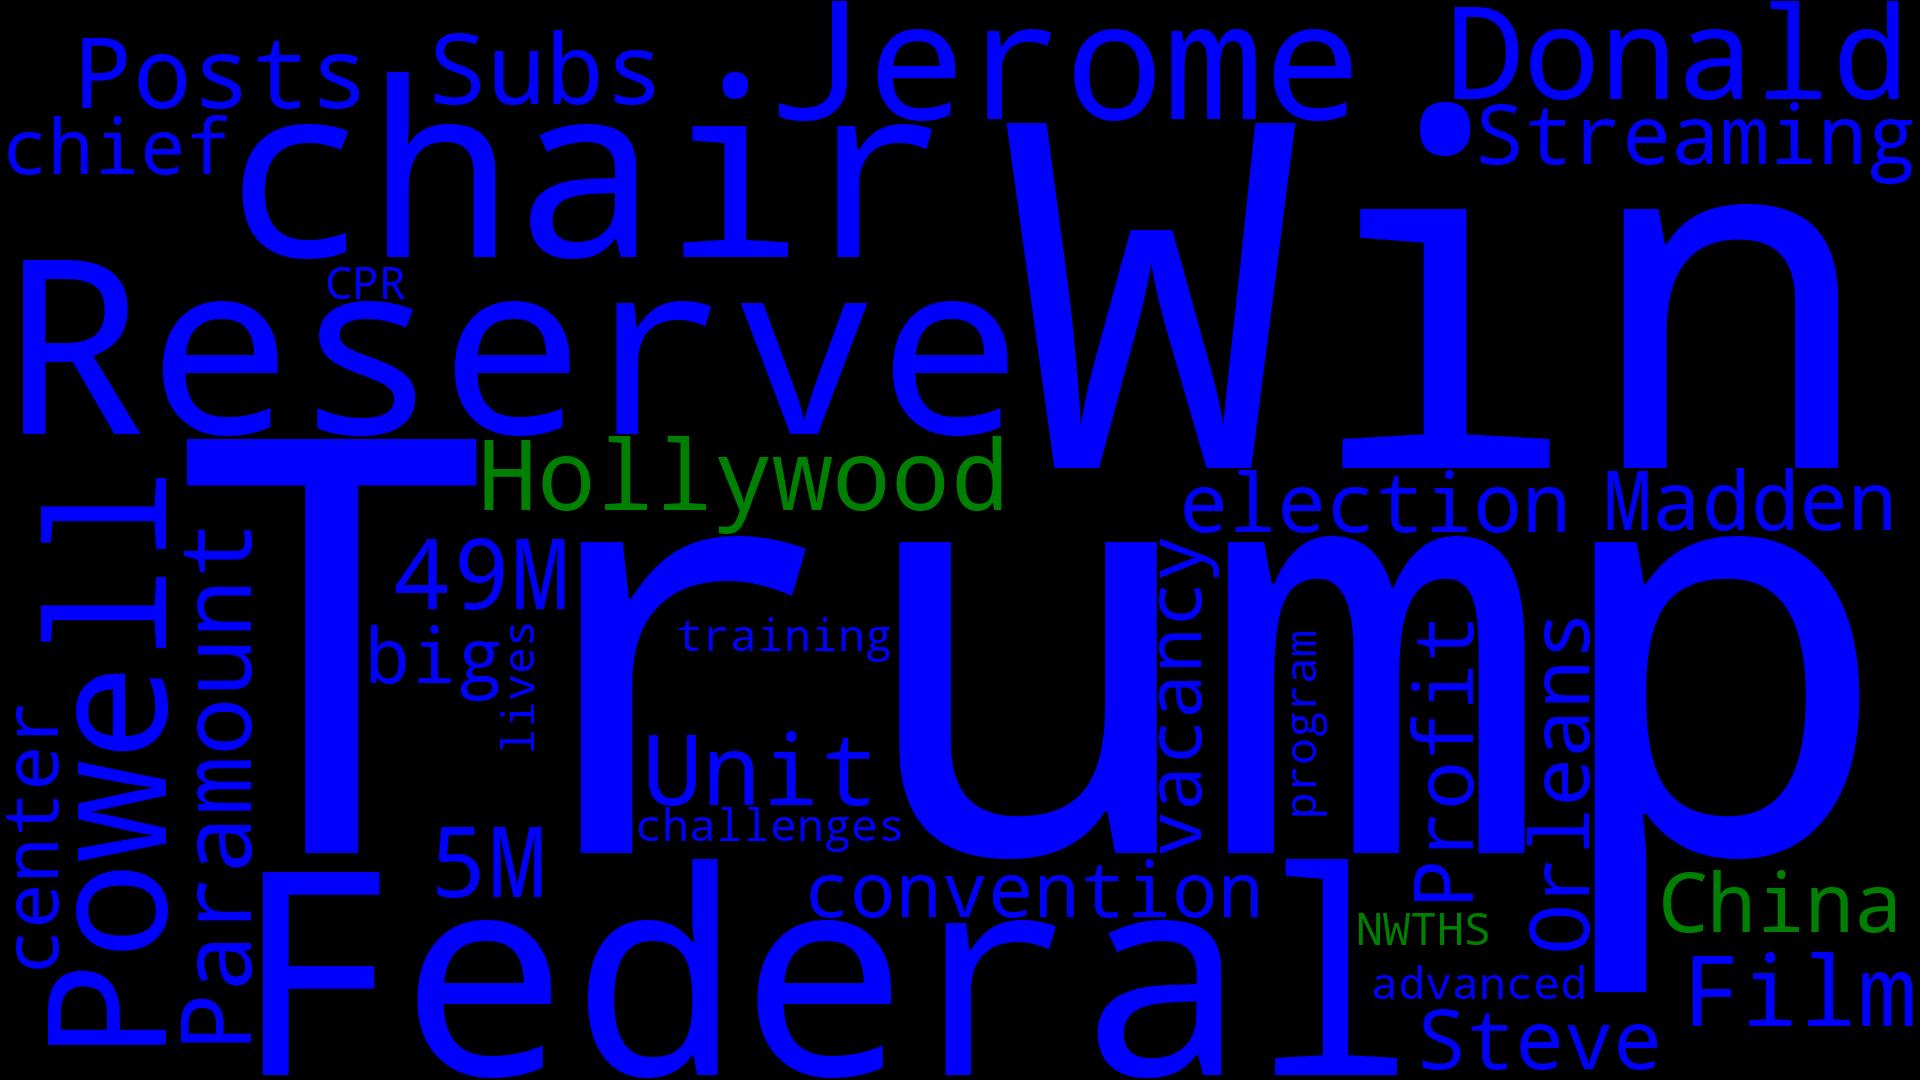 Posts
Subs
Jerome
Donald
chief
chair
Win
Streaming
Reserve
CPR
Hollywood
election
Madden
Powell
Paramount
Trump
49M
big
lives
training
vacancy
program
Profit
Orleans
center
Unit
challenges
5M
convention
Federal
NWTHS
China
advanced
Film
Steve